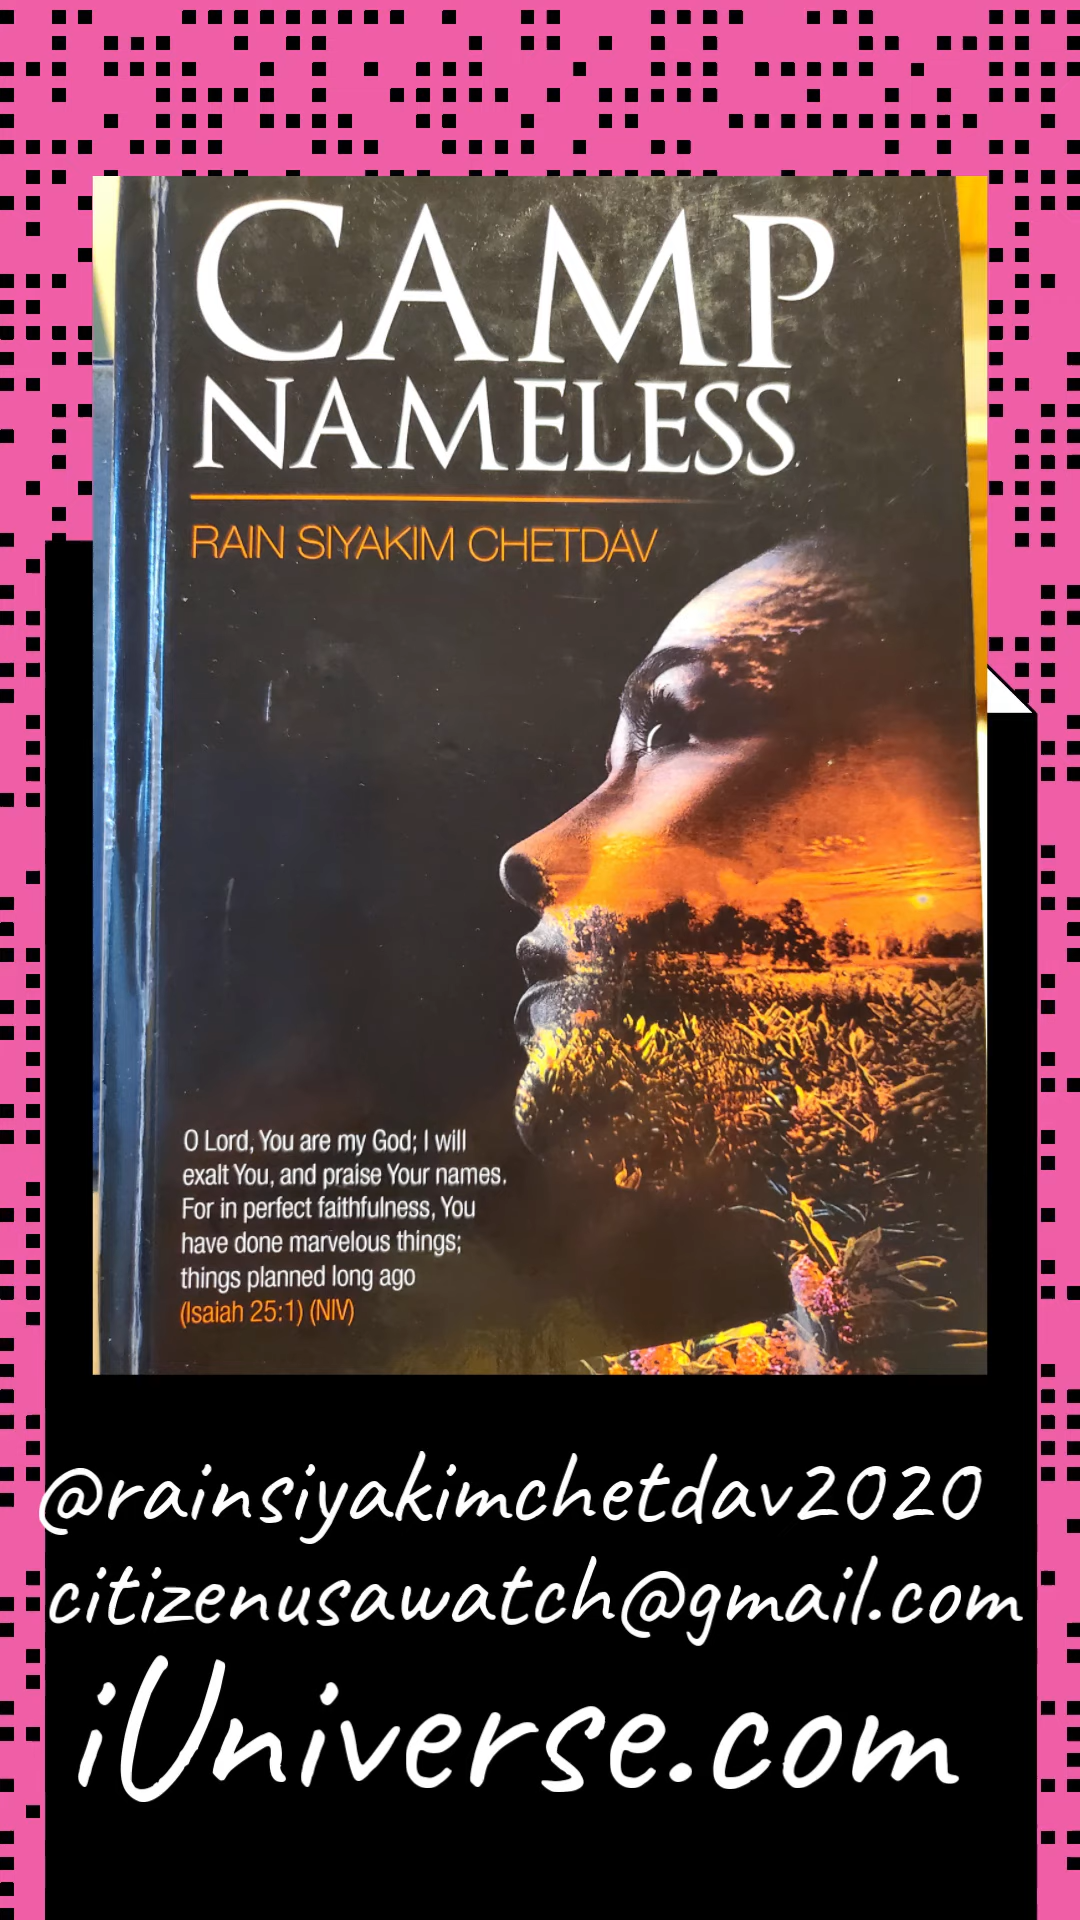 CAMP
NAMELESS
RAIN SIYAKIM CHETDAV
O Lord, You are my God; I will
exalt You, and praise Your names.
For in perfect faithfulness, You
have done marvelous things;
things planned long ago
(Isaiah 25:1) (NIV)
@rainsiyakimchetdav2020
citizenusawatch@gmail.com
iUniverse.com